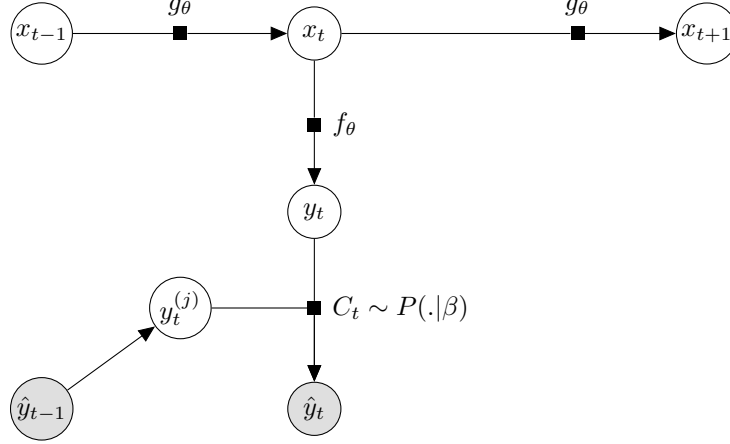 g_θ g_θ
x_{t−1} x_t x_{t+1}
f_θ
y_t
y_t^{(j)} C_t ∼ P(.|β)
ŷ_{t−1} ŷ_t